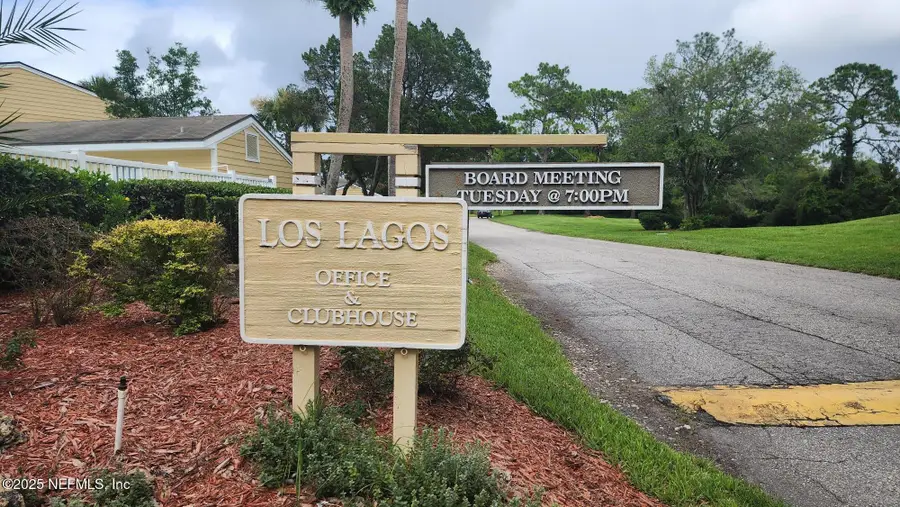 BOARD MEETING
TUESDAY @ 7:00PM
LOS LAGOS
OFFICE
&
CLUBHOUSE
©2025 NEFMLS, Inc